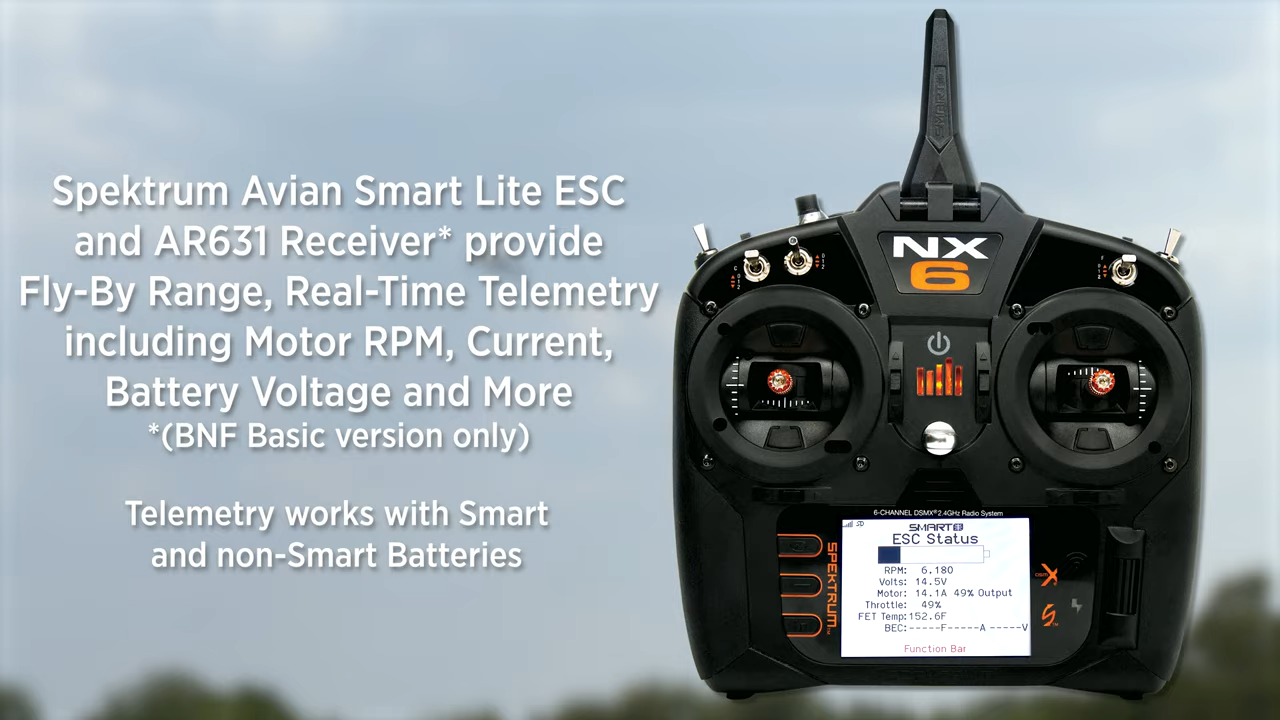 Spektrum Avian Smart Lite ESC
and AR631 Receiver* provide
Fly-By Range, Real-Time Telemetry
including Motor RPM, Current,
Battery Voltage and More
*(BNF Basic version only)
Telemetry works with Smart
and non-Smart Batteries
SMART
NX
6
6-CHANNEL DSMX® 2.4GHz Radio System
SPEKTRUM
SMART
ESC Status
RPM: 6.180
Volts: 14.5V
Motor: 14.1A 49% Output
Throttle: 49%
FET Temp: 152.6F
BEC: -----F-----A -----V
Function Bar
DSMX